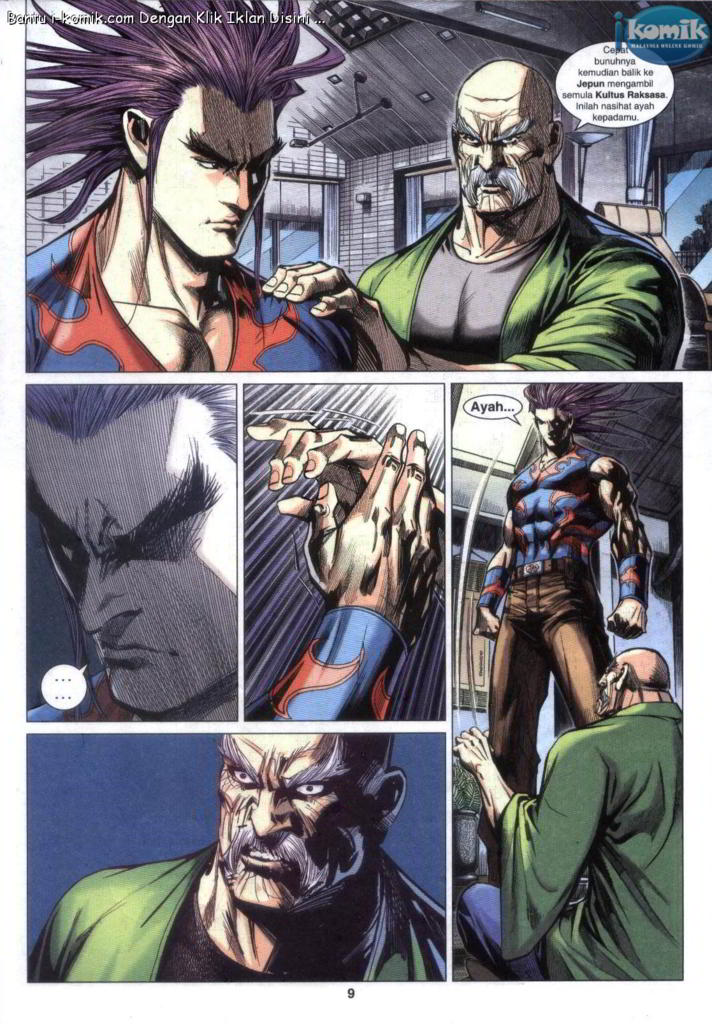 Bantu i-komik.com Dengan Klik Iklan Disini ...
ikomik
MALAYSIA ONLINE KOMIK
Cepat
bunuhnya
kemudian balik ke
Jepun mengambil
semula Kultus Raksasa.
Inilah nasihat ayah
kepadamu.
...
...
Ayah...
9